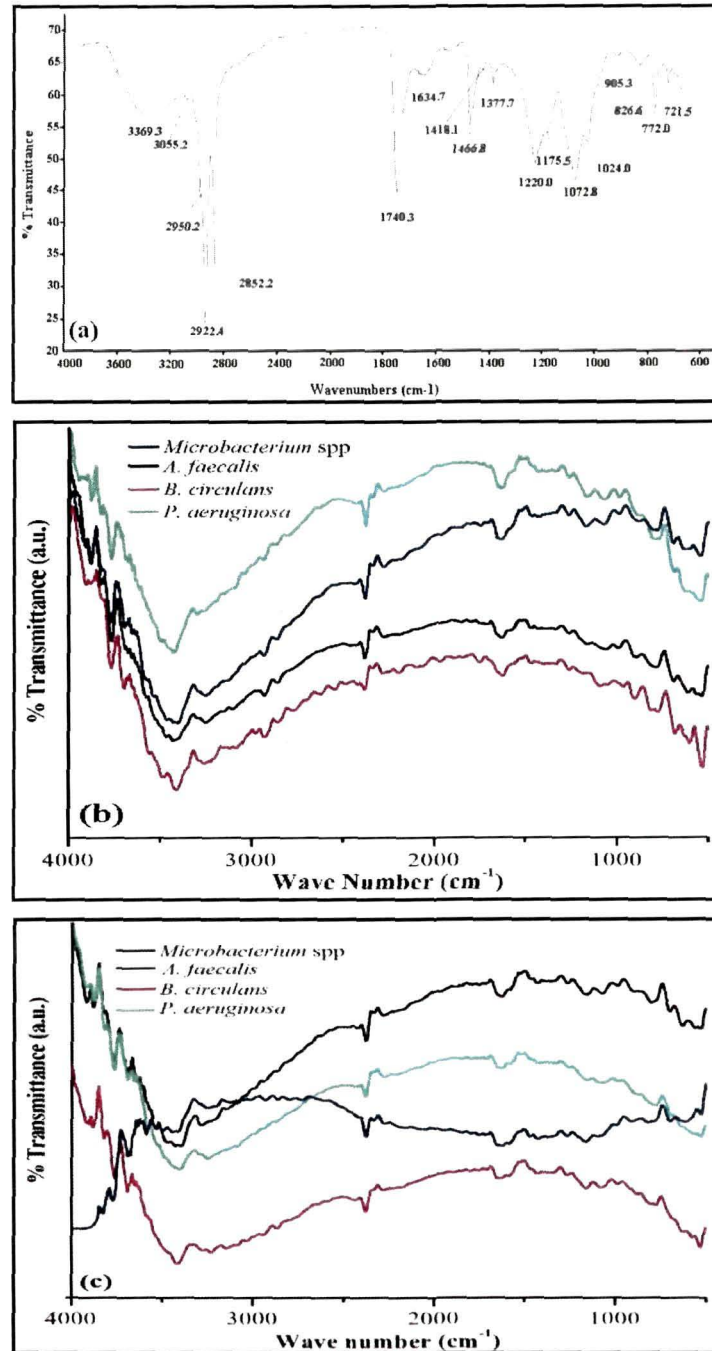 70
65
60
55
50
45
40
35
30
25
20
% Transmittance
3369.3
3055.2
2950.2
2922.4
2852.2
1740.3
1634.7
1418.1
1466.8
1377.7
1220.0
1175.5
1072.8
1024.0
905.3
826.4
772.0
721.5
(a)
4000 3600 3200 2800 2400 2000 1600 1400 1200 1000 800 600
Wavenumbers (cm-1)
Microbacterium spp
A. faecalis
B. circulans
P. aeruginosa
% Transmittance (a.u.)
(b)
4000 3000 2000 1000
Wave Number (cm-1)
Microbacterium spp
A. faecalis
B. circulans
P. aeruginosa
% Transmittance (a.u.)
(c)
4000 3000 2000 1000
Wave number (cm-1)